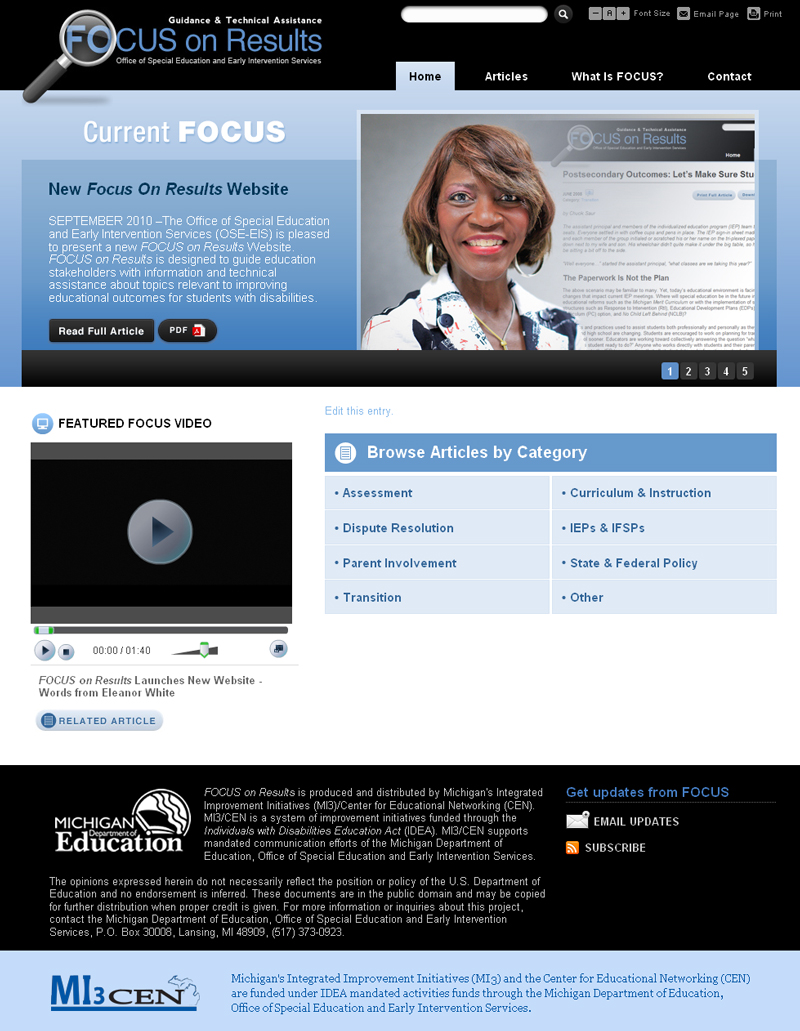 Guidance & Technical Assistance
FOCUS on Results
Office of Special Education and Early Intervention Services
− A + Font Size Email Page Print
Home Articles What Is FOCUS? Contact
Current FOCUS
New Focus On Results Website
SEPTEMBER 2010 –The Office of Special Education
and Early Intervention Services (OSE-EIS) is pleased
to present a new FOCUS on Results Website.
FOCUS on Results is designed to guide education
stakeholders with information and technical
assistance about topics relevant to improving
educational outcomes for students with disabilities.
Read Full Article PDF
Guidance & Technical Assistance
FOCUS on Results
Office of Special Education and Early Intervention Services
Home
Postsecondary Outcomes: Let's Make Sure Stu
The Paperwork Is Not the Plan
1 2 3 4 5
FEATURED FOCUS VIDEO
00:00 / 01:40
FOCUS on Results Launches New Website -
Words from Eleanor White
RELATED ARTICLE
Edit this entry.
Browse Articles by Category
• Assessment
• Curriculum & Instruction
• Dispute Resolution
• IEPs & IFSPs
• Parent Involvement
• State & Federal Policy
• Transition
• Other
MICHIGAN
Department of
Education
FOCUS on Results is produced and distributed by Michigan's Integrated
Improvement Initiatives (MI3)/Center for Educational Networking (CEN).
MI3/CEN is a system of improvement initiatives funded through the
Individuals with Disabilities Education Act (IDEA). MI3/CEN supports
mandated communication efforts of the Michigan Department of
Education, Office of Special Education and Early Intervention Services.
The opinions expressed herein do not necessarily reflect the position or policy of the U.S. Department of
Education and no endorsement is inferred. These documents are in the public domain and may be copied
for further distribution when proper credit is given. For more information or inquiries about this project,
contact the Michigan Department of Education, Office of Special Education and Early Intervention
Services, P.O. Box 30008, Lansing, MI 48909, (517) 373-0923.
Get updates from FOCUS
EMAIL UPDATES
SUBSCRIBE
MI3 CEN
Michigan's Integrated Improvement Initiatives (MI3) and the Center for Educational Networking (CEN)
are funded under IDEA mandated activities funds through the Michigan Department of Education,
Office of Special Education and Early Intervention Services.